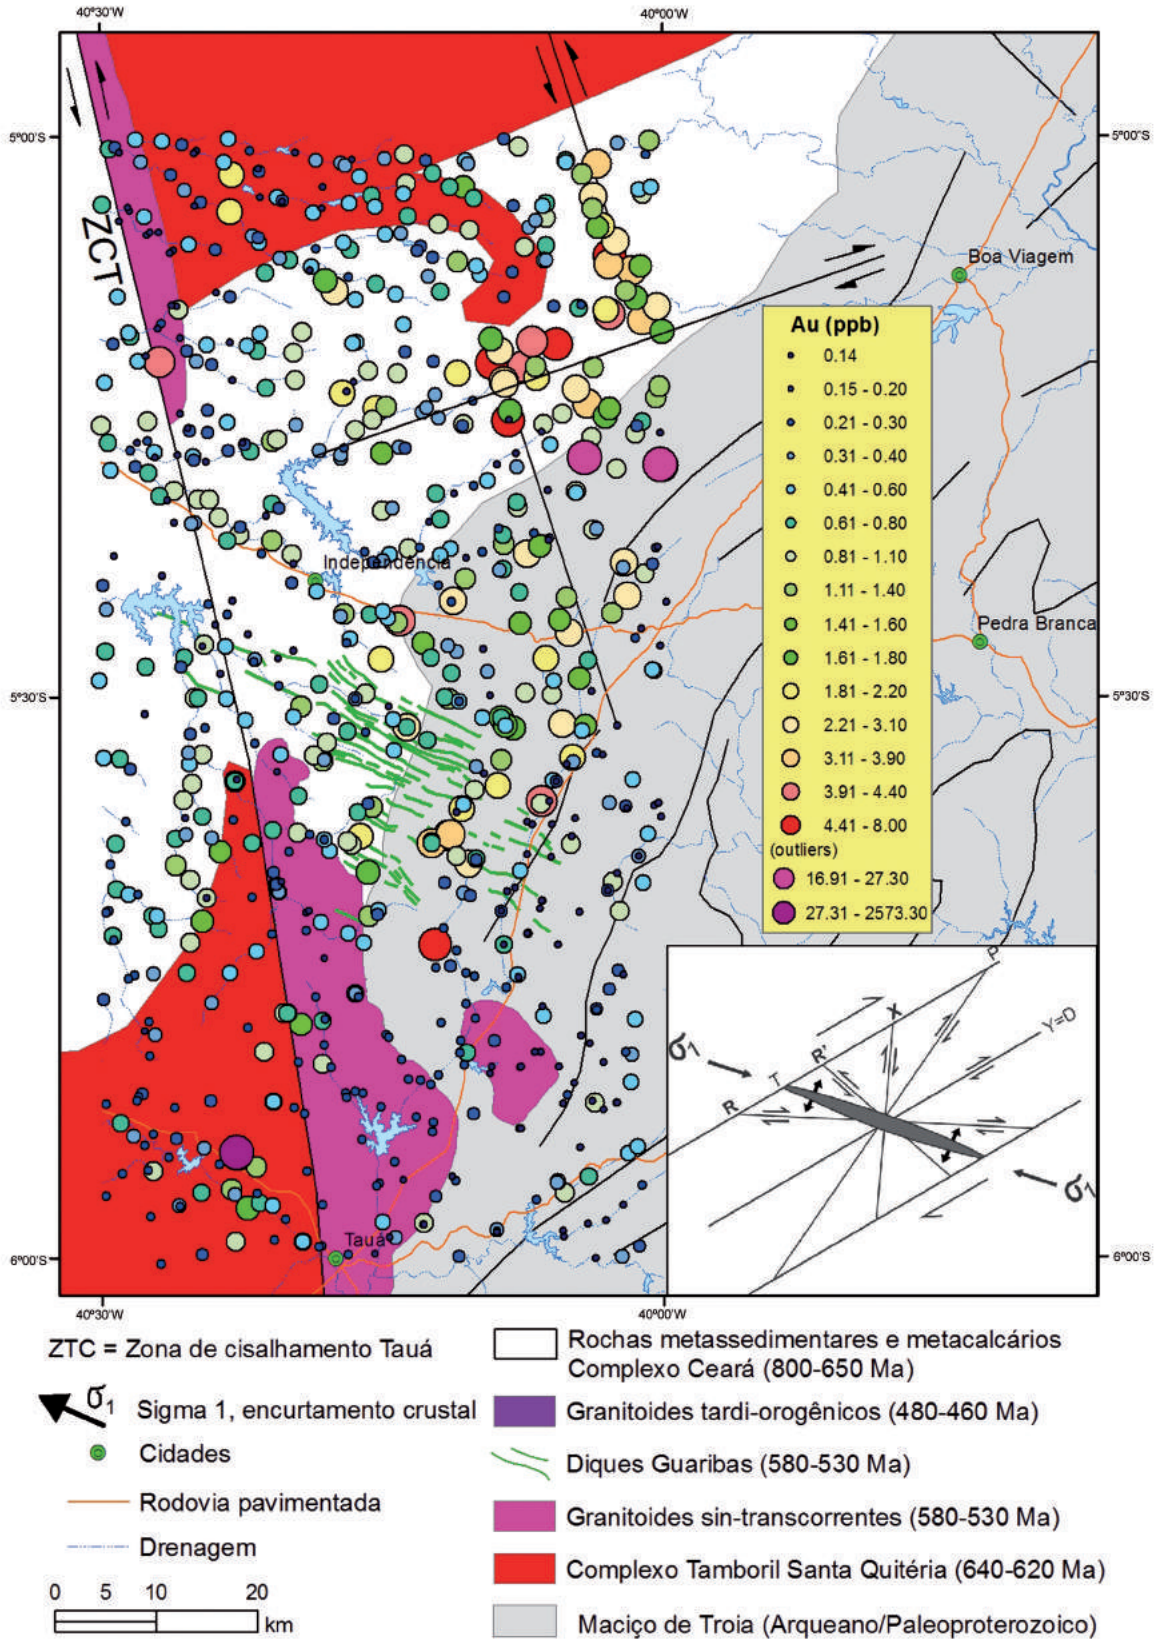 40°30'W
40°00'W
5°00'S
5°00'S
ZCT
Boa Viagem
Au (ppb)
0.14
0.15 - 0.20
0.21 - 0.30
0.31 - 0.40
0.41 - 0.60
0.61 - 0.80
0.81 - 1.10
1.11 - 1.40
1.41 - 1.60
1.61 - 1.80
1.81 - 2.20
2.21 - 3.10
3.11 - 3.90
3.91 - 4.40
4.41 - 8.00
(outliers)
16.91 - 27.30
27.31 - 2573.30
Independência
Pedra Branca
5°30'S
5°30'S
P
X
Y=D
R'
σ1
T
R
σ1
Tauá
6°00'S
6°00'S
40°30'W
40°00'W
ZTC = Zona de cisalhamento Tauá
σ1 Sigma 1, encurtamento crustal
Cidades
Rodovia pavimentada
Drenagem
0 5 10 20
km
Rochas metassedimentares e metacalcários
Complexo Ceará (800-650 Ma)
Granitoides tardi-orogênicos (480-460 Ma)
Diques Guaribas (580-530 Ma)
Granitoides sin-transcorrentes (580-530 Ma)
Complexo Tamboril Santa Quitéria (640-620 Ma)
Maciço de Troia (Arqueano/Paleoproterozoico)